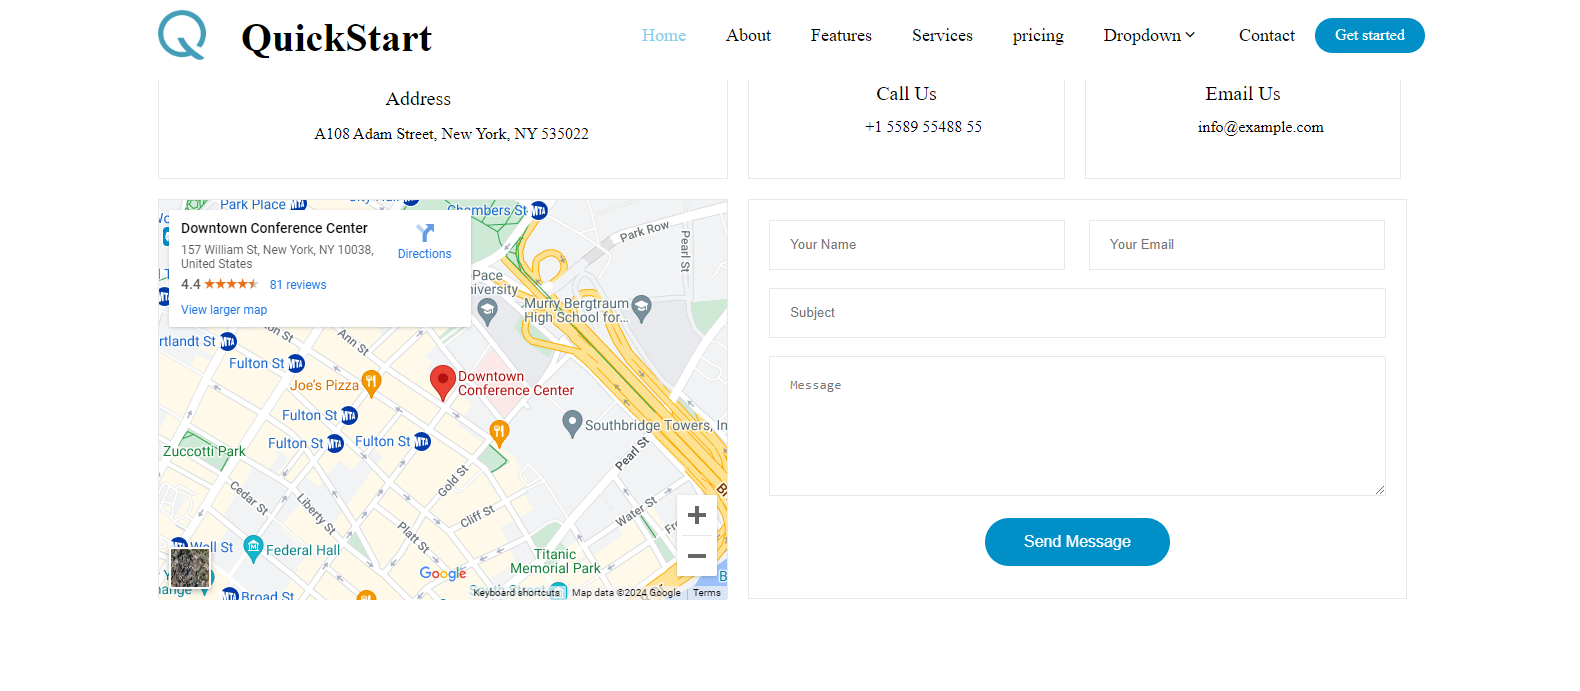 QuickStart
Home
About
Features
Services
pricing
Dropdown
Contact
Get started
Address
A108 Adam Street, New York, NY 535022
Call Us
+1 5589 55488 55
Email Us
info@example.com
Park Place
Chambers St
Park Row
Pearl St
Downtown Conference Center
157 William St, New York, NY 10038,
United States
4.4
81 reviews
View larger map
Directions
Pace
Murry Bergtraum
High School for...
Ann St
Fulton St
Joe's Pizza
Downtown
Conference Center
Fulton St
Fulton St
Fulton St
Southbridge Towers, In
Zuccotti Park
Pearl St
Gold St
Cedar St
Liberty St
Cliff St
Platt St
Water St
Wall St
Federal Hall
Titanic
Memorial Park
Google
Broad St
Keyboard shortcuts
Map data ©2024 Google
Terms
Your Name
Your Email
Subject
Message
Send Message